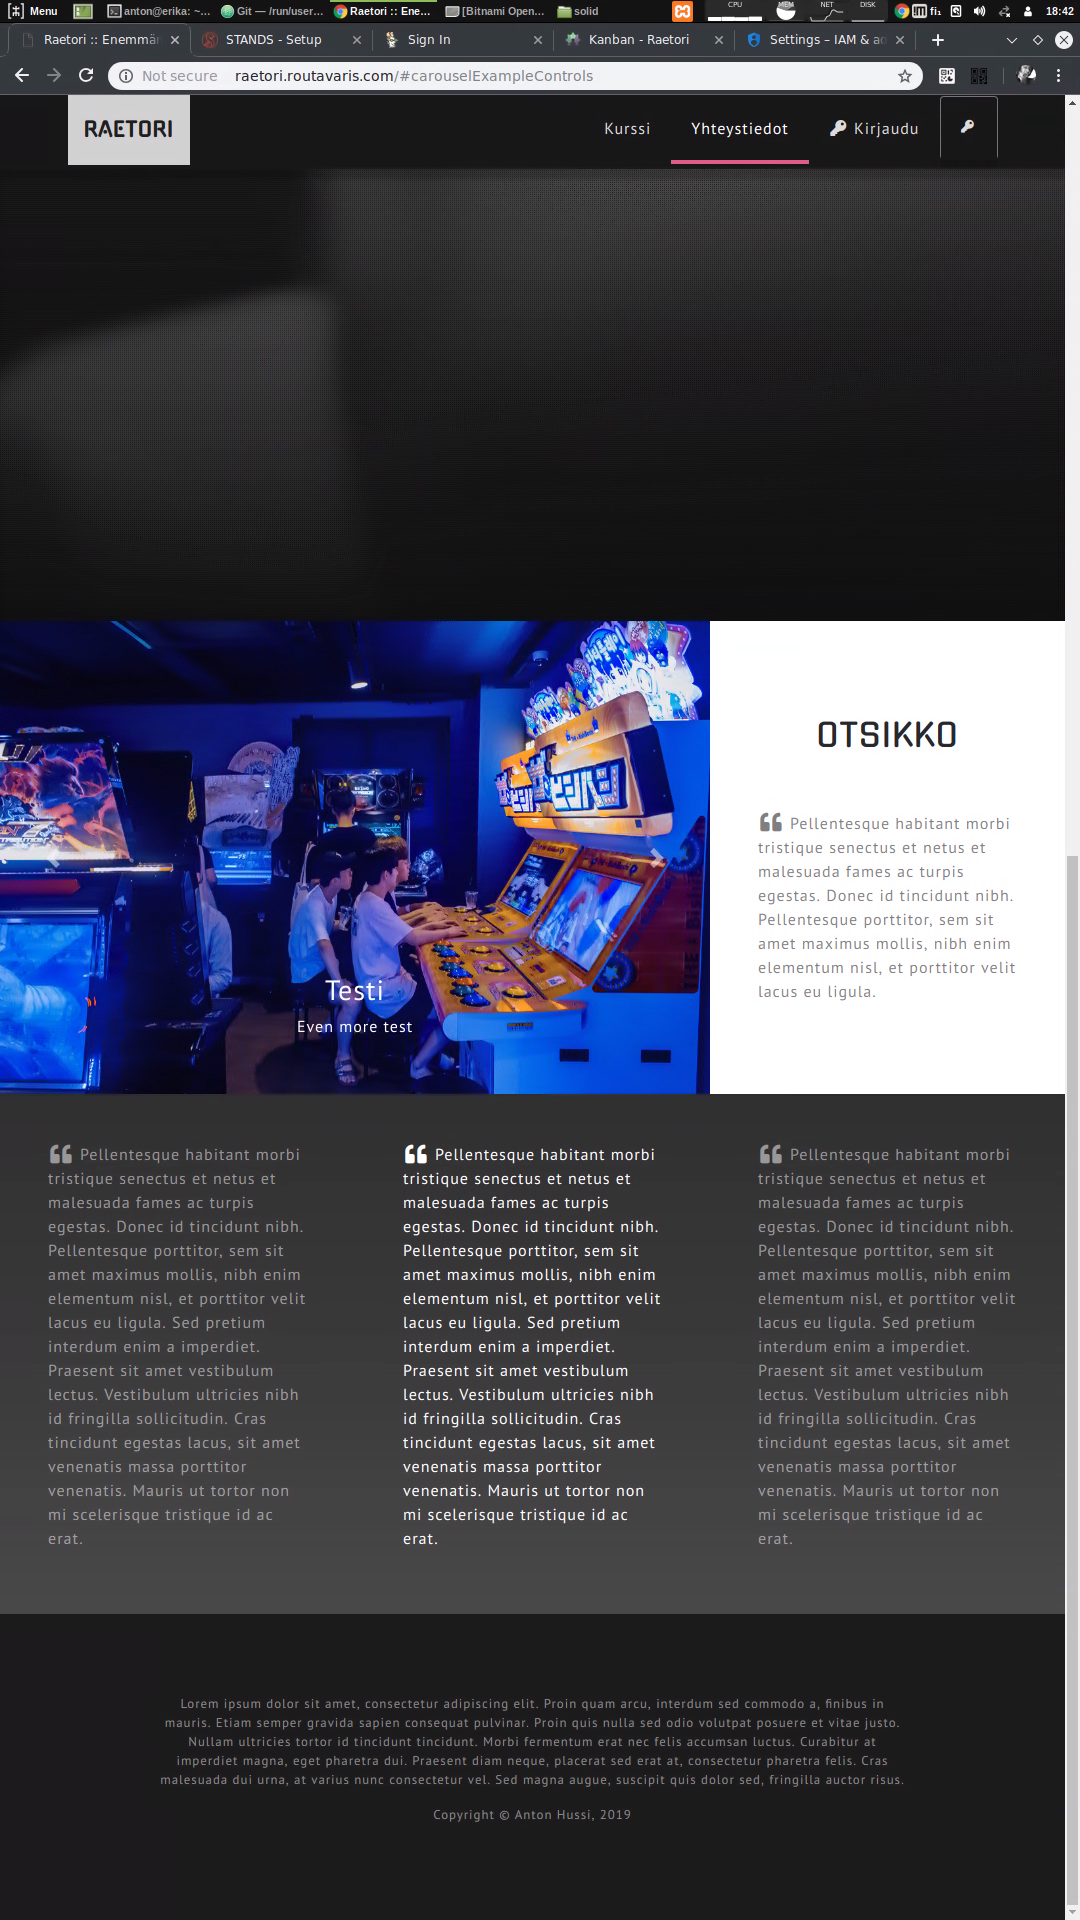 Menu
anton@erika: ~...
Git — /run/user...
Raetori :: Ene...
[Bitnami Open...
solid
CPU
MEM
NET
DISK
fi₁
18:42
Raetori :: Enemmän
STANDS - Setup
Sign In
Kanban - Raetori
Settings – IAM & a
Not secure
raetori.routavaris.com/#carouselExampleControls
RAETORI
Kurssi
Yhteystiedot
Kirjaudu
OTSIKKO
Pellentesque habitant morbi
tristique senectus et netus et
malesuada fames ac turpis
egestas. Donec id tincidunt nibh.
Pellentesque porttitor, sem sit
amet maximus mollis, nibh enim
elementum nisl, et porttitor velit
lacus eu ligula.
Testi
Even more test
Pellentesque habitant morbi
tristique senectus et netus et
malesuada fames ac turpis
egestas. Donec id tincidunt nibh.
Pellentesque porttitor, sem sit
amet maximus mollis, nibh enim
elementum nisl, et porttitor velit
lacus eu ligula. Sed pretium
interdum enim a imperdiet.
Praesent sit amet vestibulum
lectus. Vestibulum ultricies nibh
id fringilla sollicitudin. Cras
tincidunt egestas lacus, sit amet
venenatis massa porttitor
venenatis. Mauris ut tortor non
mi scelerisque tristique id ac
erat.
Pellentesque habitant morbi
tristique senectus et netus et
malesuada fames ac turpis
egestas. Donec id tincidunt nibh.
Pellentesque porttitor, sem sit
amet maximus mollis, nibh enim
elementum nisl, et porttitor velit
lacus eu ligula. Sed pretium
interdum enim a imperdiet.
Praesent sit amet vestibulum
lectus. Vestibulum ultricies nibh
id fringilla sollicitudin. Cras
tincidunt egestas lacus, sit amet
venenatis massa porttitor
venenatis. Mauris ut tortor non
mi scelerisque tristique id ac
erat.
Pellentesque habitant morbi
tristique senectus et netus et
malesuada fames ac turpis
egestas. Donec id tincidunt nibh.
Pellentesque porttitor, sem sit
amet maximus mollis, nibh enim
elementum nisl, et porttitor velit
lacus eu ligula. Sed pretium
interdum enim a imperdiet.
Praesent sit amet vestibulum
lectus. Vestibulum ultricies nibh
id fringilla sollicitudin. Cras
tincidunt egestas lacus, sit amet
venenatis massa porttitor
venenatis. Mauris ut tortor non
mi scelerisque tristique id ac
erat.
Lorem ipsum dolor sit amet, consectetur adipiscing elit. Proin quam arcu, interdum sed commodo a, finibus in
mauris. Etiam semper gravida sapien consequat pulvinar. Proin quis nulla sed odio volutpat posuere et vitae justo.
Nullam ultricies tortor id tincidunt tincidunt. Morbi fermentum erat nec felis accumsan luctus. Curabitur at
imperdiet magna, eget pharetra dui. Praesent diam neque, placerat sed erat at, consectetur pharetra felis. Cras
malesuada dui urna, at varius nunc consectetur vel. Sed magna augue, suscipit quis dolor sed, fringilla auctor risus.
Copyright © Anton Hussi, 2019